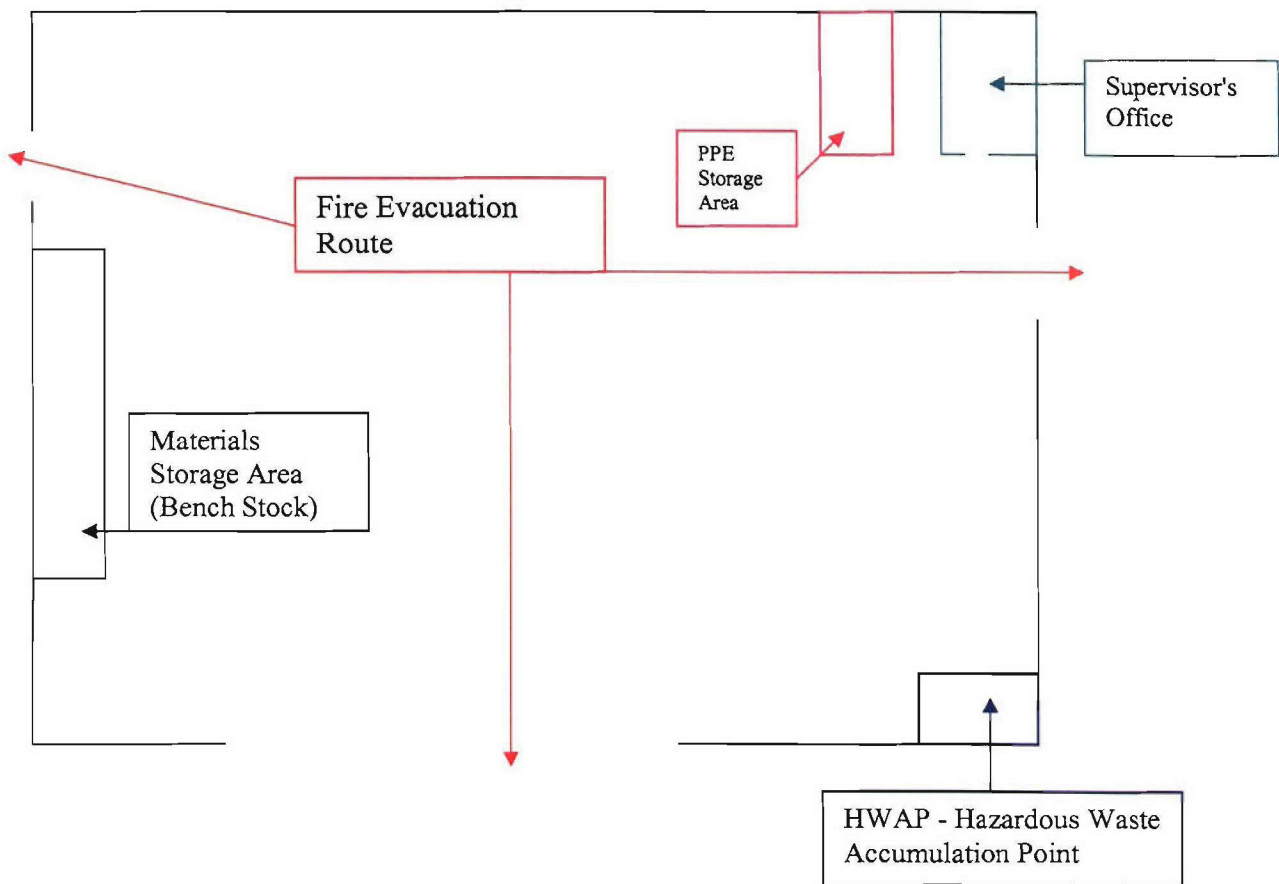 Supervisor's
Office
PPE
Storage
Area
Fire Evacuation
Route
Materials
Storage Area
(Bench Stock)
HWAP - Hazardous Waste
Accumulation Point